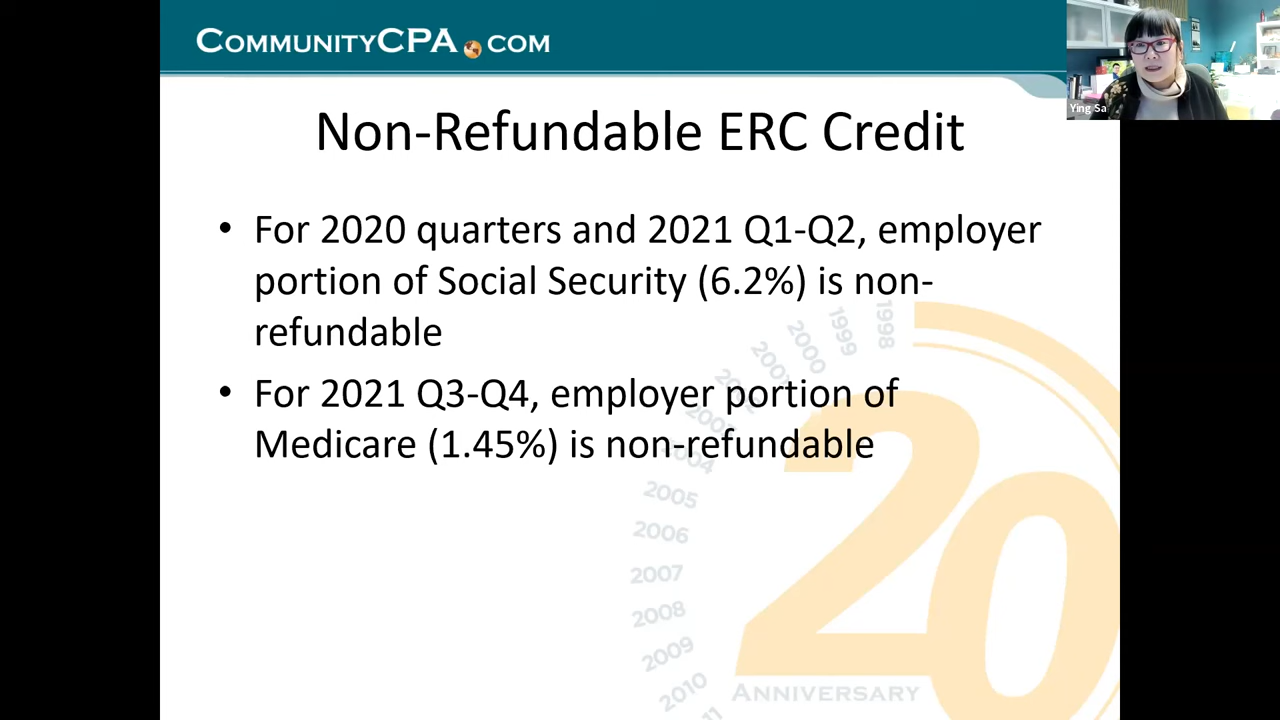 COMMUNITYCPA.COM
Ying Sa
Non-Refundable ERC Credit
• For 2020 quarters and 2021 Q1-Q2, employer
portion of Social Security (6.2%) is non-
refundable
• For 2021 Q3-Q4, employer portion of
Medicare (1.45%) is non-refundable
1998
1999
2000
2004
2005
2006
2007
2008
2009
2010
20
ANNIVERSARY